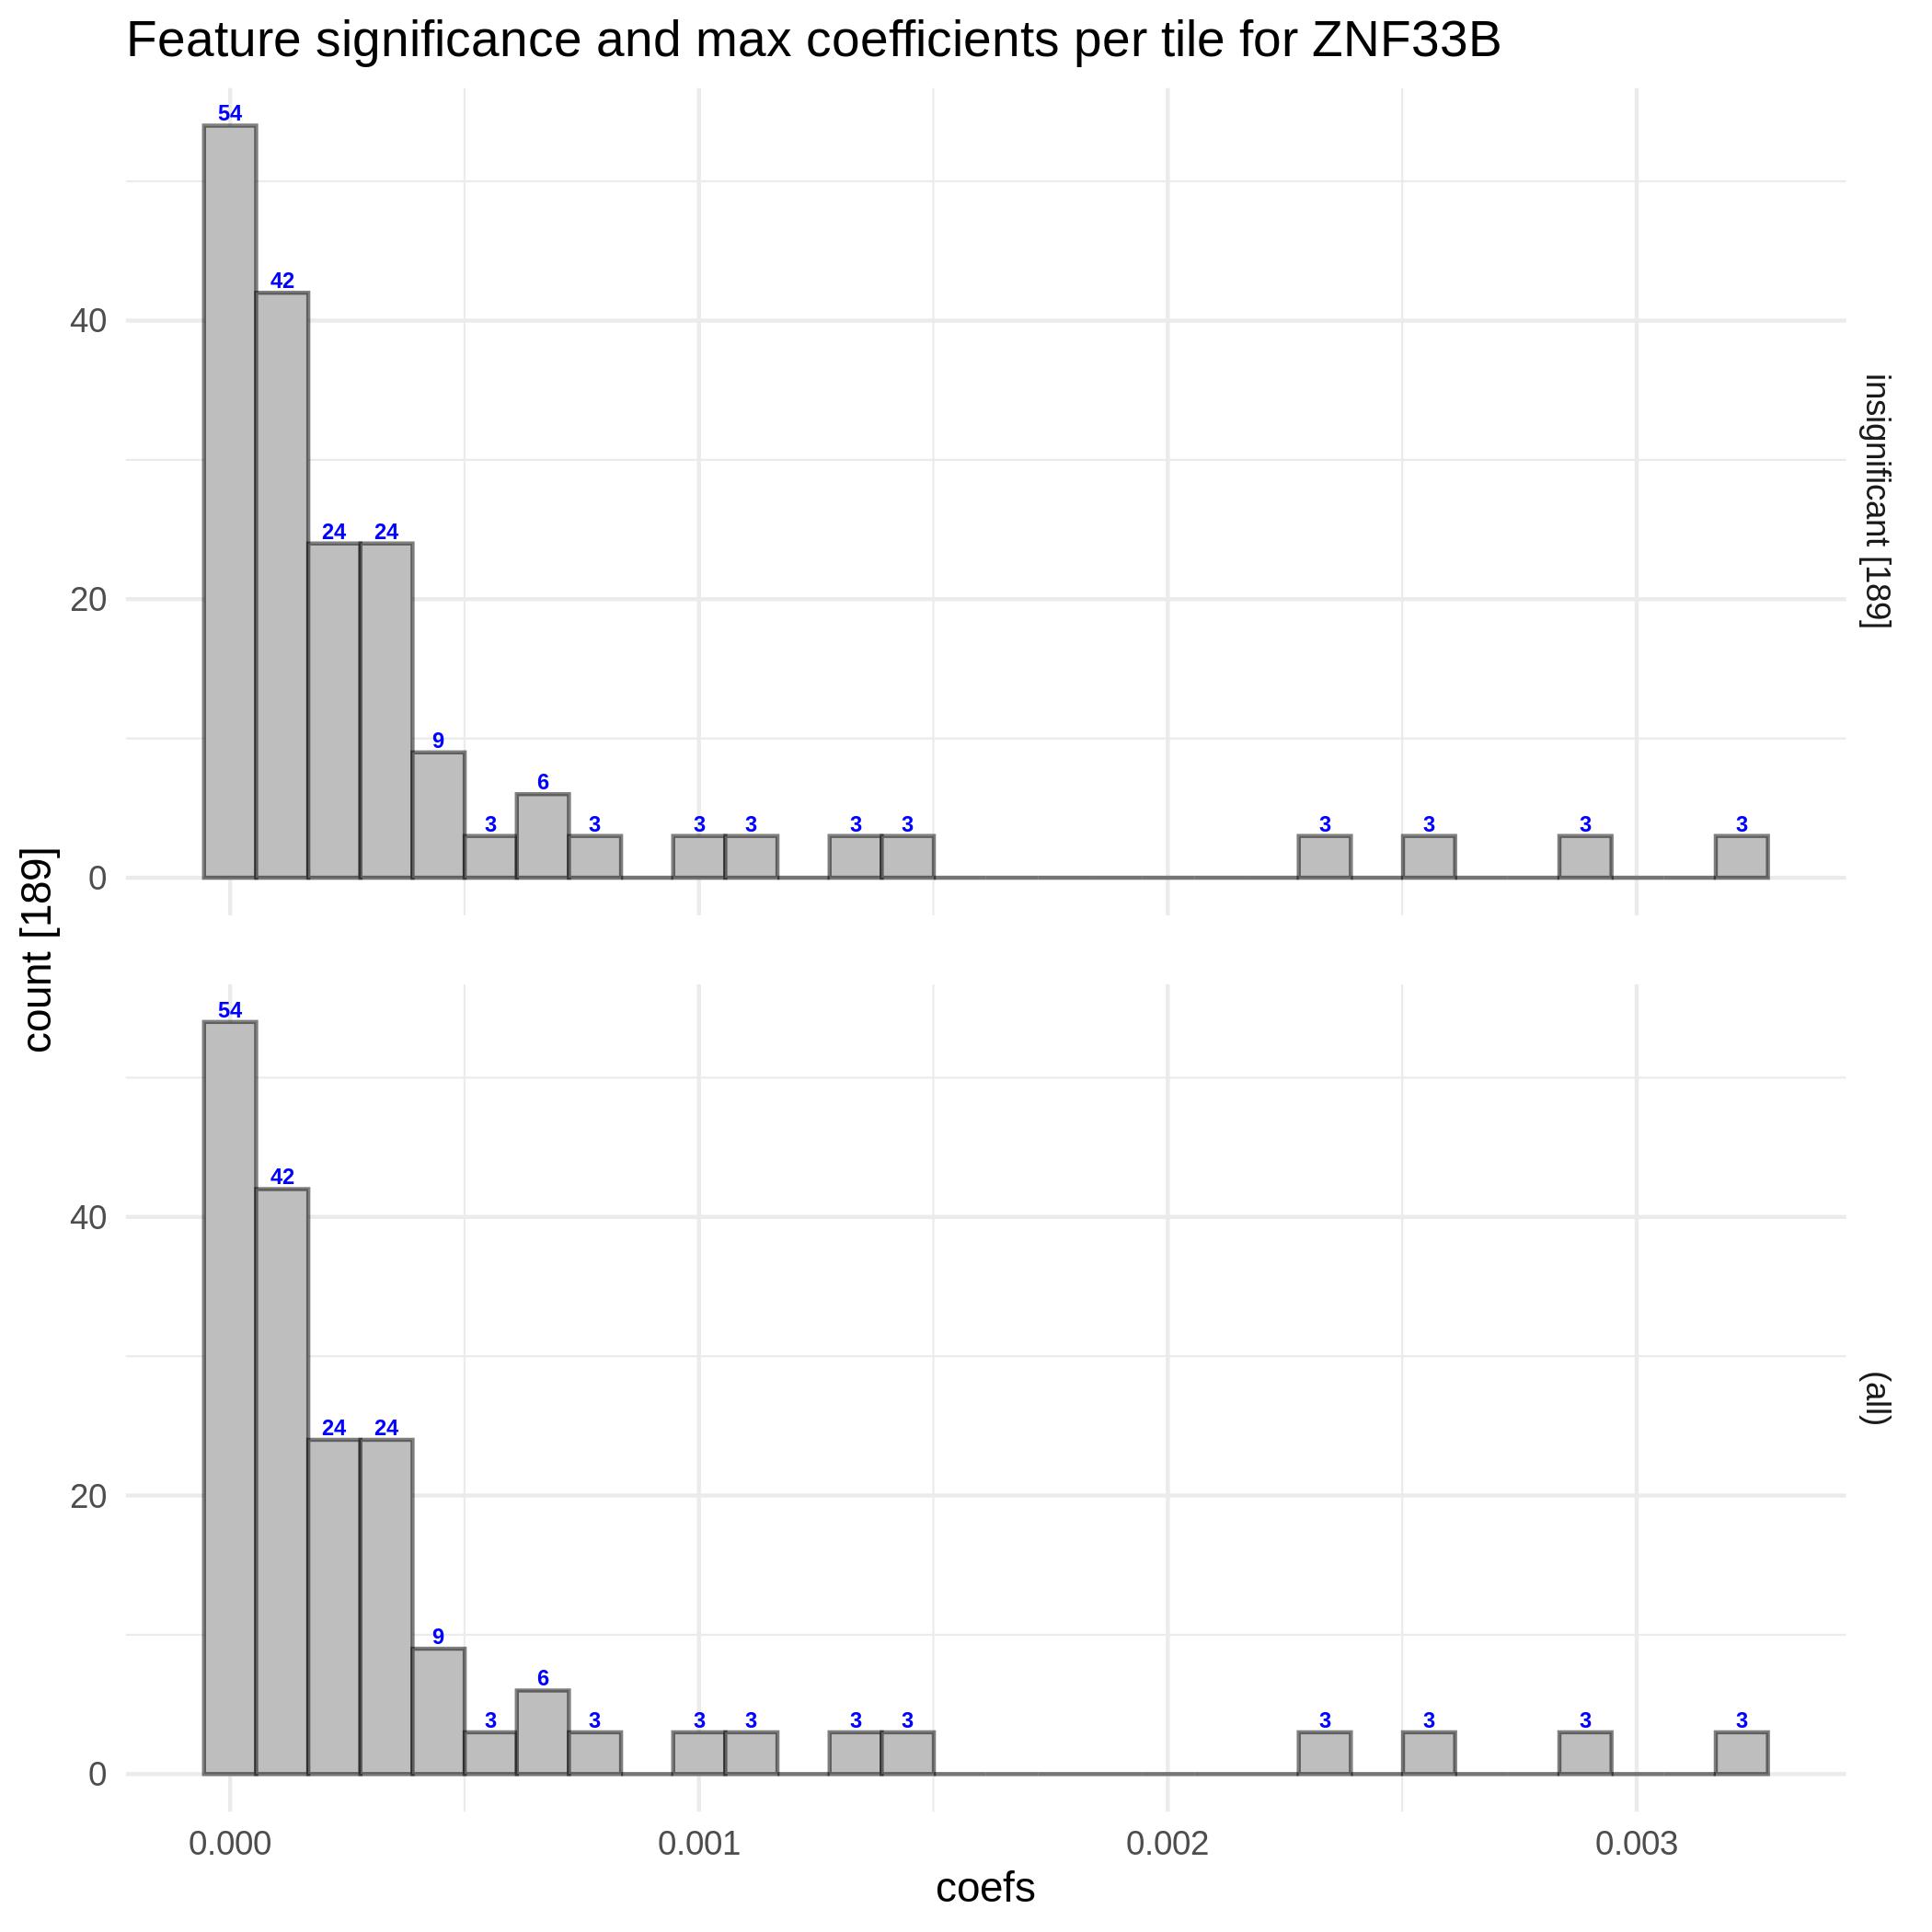 Feature significance and max coefficients per tile for ZNF33B
count [189]
54
42
24 24
9
3
6
3
3 3 3 3
3 3 3 3
40
20
0
insignificant [189]
54
42
24 24
9
3
6
3
3 3 3 3
3 3 3 3
40
20
0
(all)
0.000 0.001 0.002 0.003
coefs